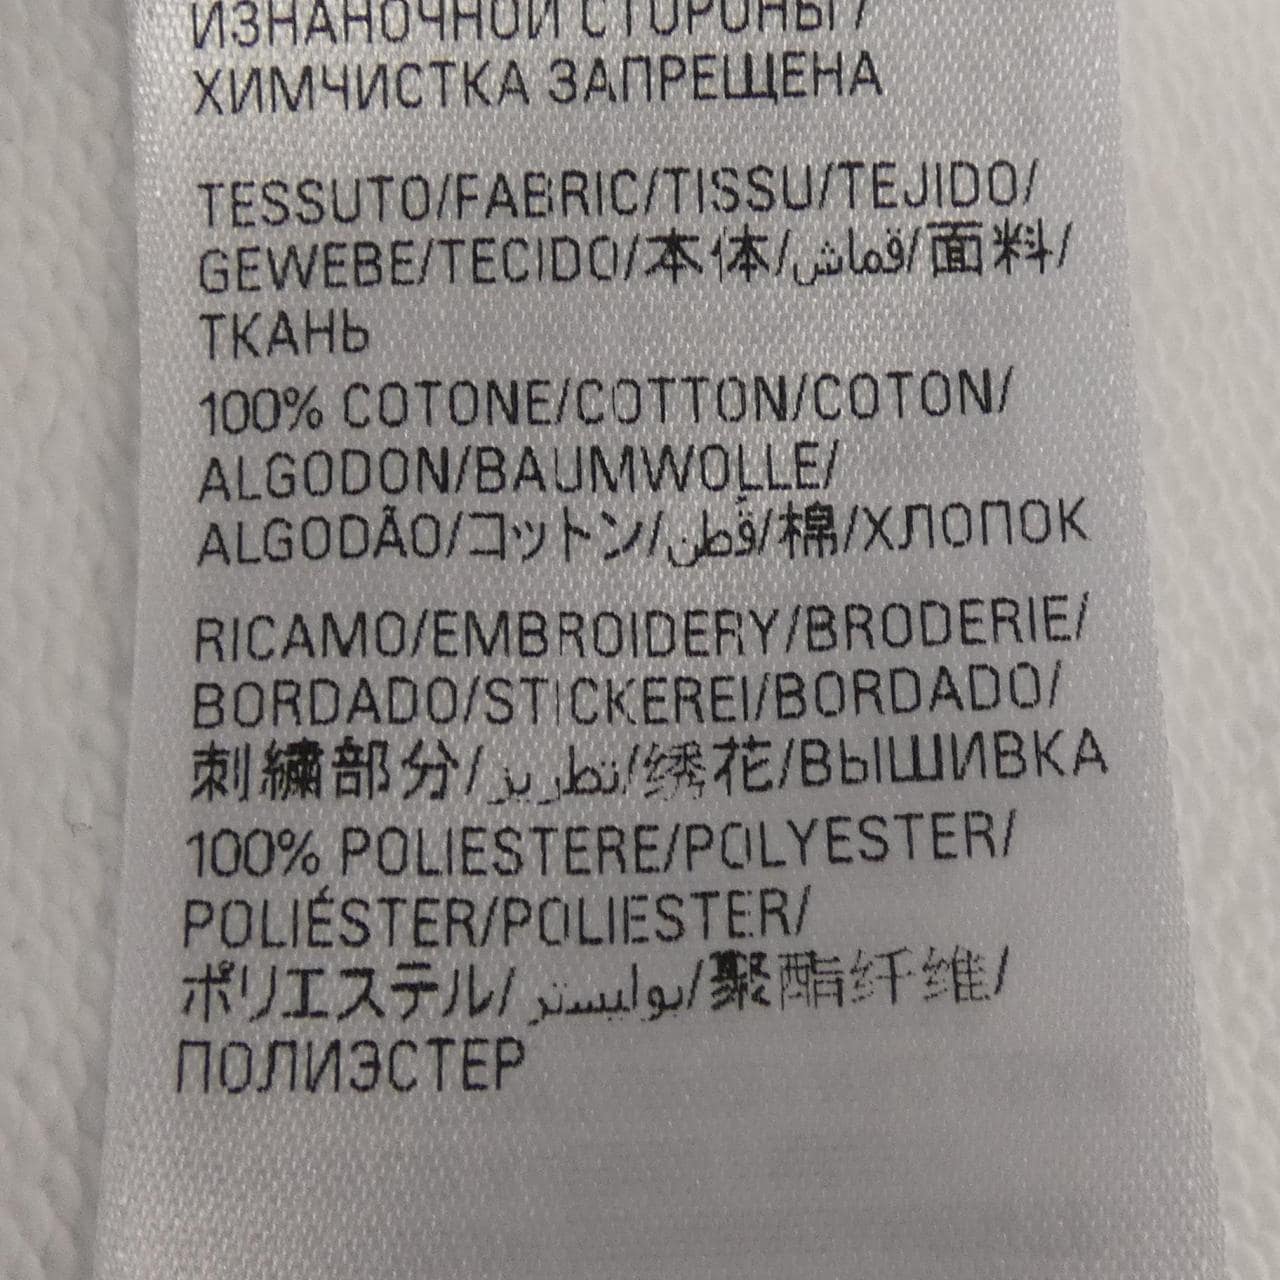 ИЗНАНОЧНОЙ СТОРОНЫ/
ХИМЧИСТКА ЗАПРЕЩЕНА
TESSUTO/FABRIC/TISSU/TEJIDO/
GEWEBE/TECIDO/本体/قماش/面料/
ТКАНЬ
100% COTONE/COTTON/COTON/
ALGODON/BAUMWOLLE/
ALGODÃO/コットン/قطن/棉/ХЛОПОК
RICAMO/EMBROIDERY/BRODERIE/
BORDADO/STICKEREI/BORDADO/
刺繍部分/تطريز/绣花/ВЫШИВКА
100% POLIESTERE/POLYESTER/
POLIÉSTER/POLIESTER/
ポリエステル/بوليستر/聚酯纤维/
ПОЛИЭСТЕР